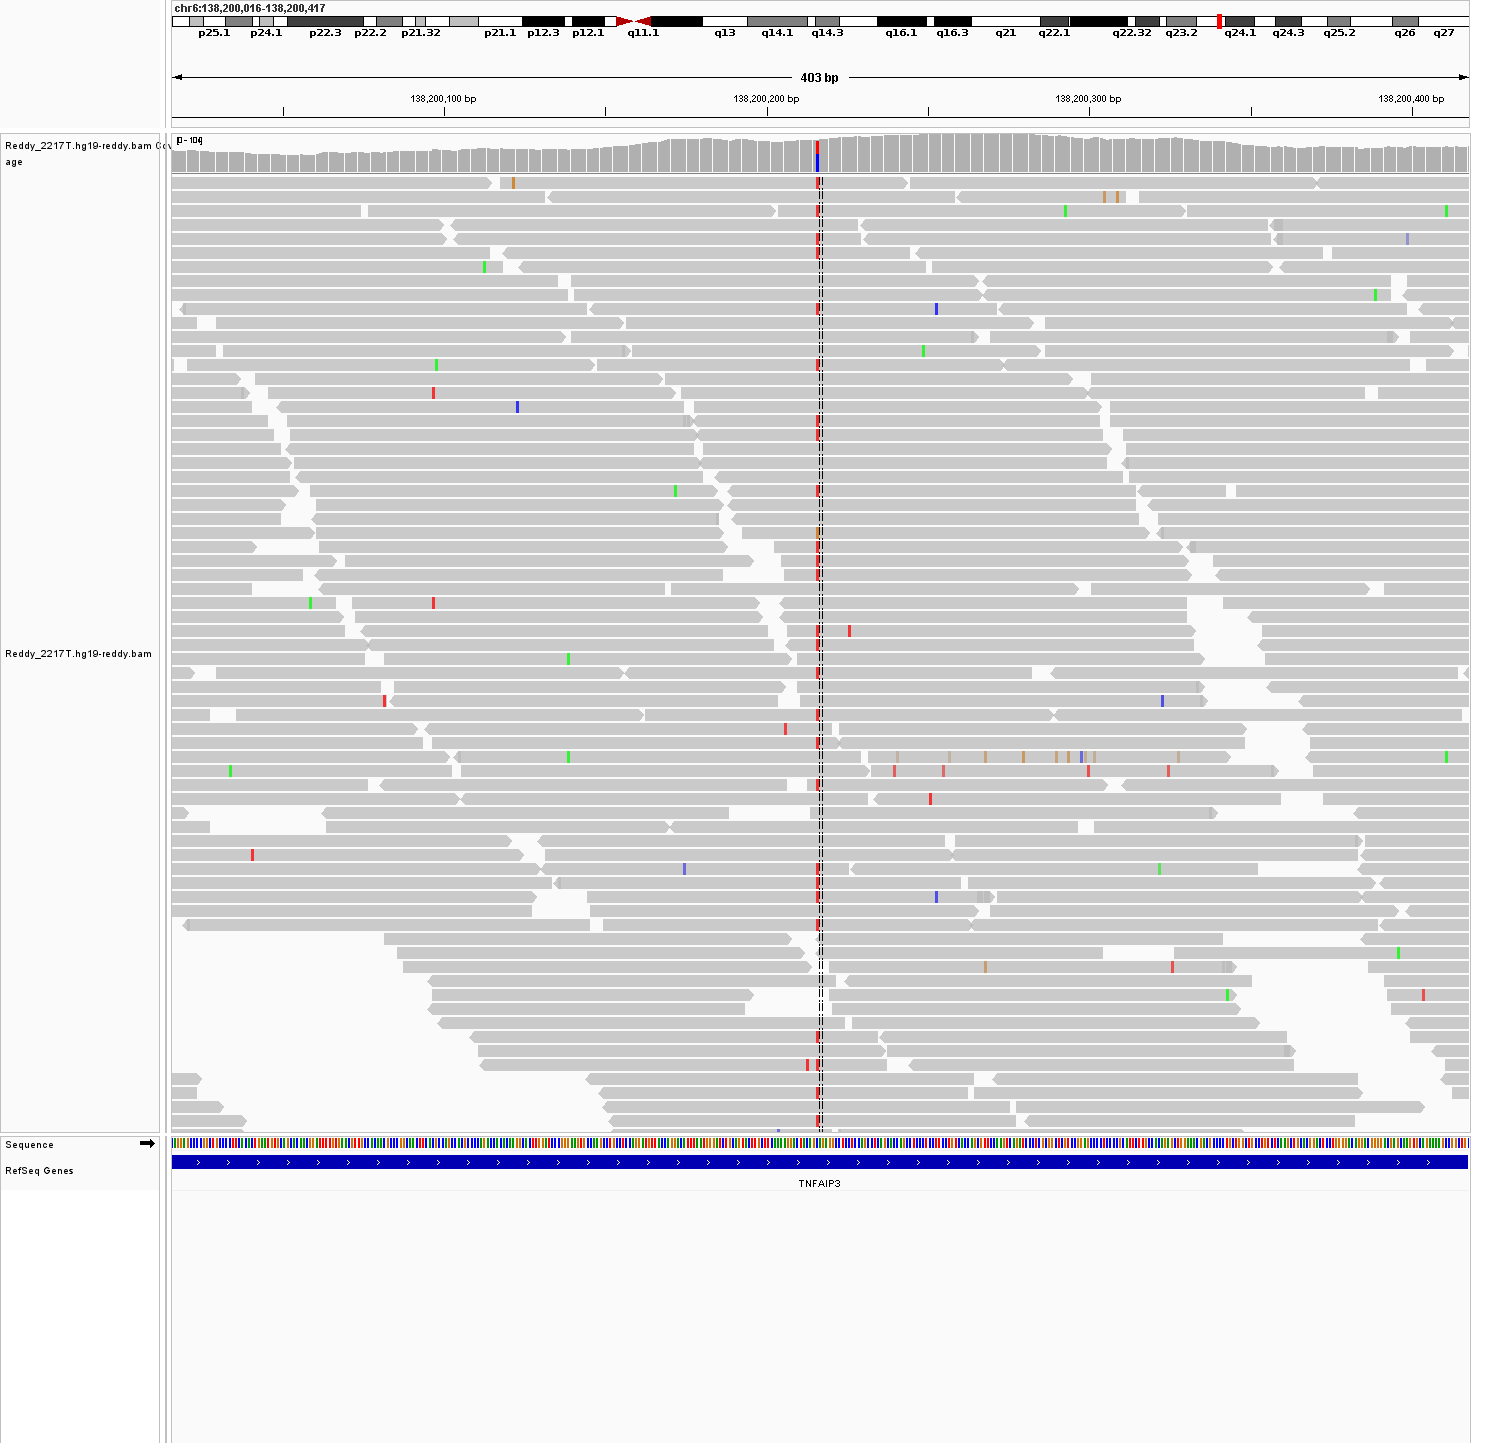 chr6:138,200,016-138,200,417
p25.1 p24.1 p22.3 p22.2 p21.32 p21.1 p12.3 p12.1 q11.1 q13 q14.1 q14.3 q16.1 q16.3 q21 q22.1 q22.32 q23.2 q24.1 q24.3 q25.2 q26 q27
403 bp
138,200,100 bp 138,200,200 bp 138,200,300 bp 138,200,400 bp
Reddy_2217T.hg19-reddy.bam Cov
age
[0 - 104]
Reddy_2217T.hg19-reddy.bam
Sequence
RefSeq Genes
TNFAIP3